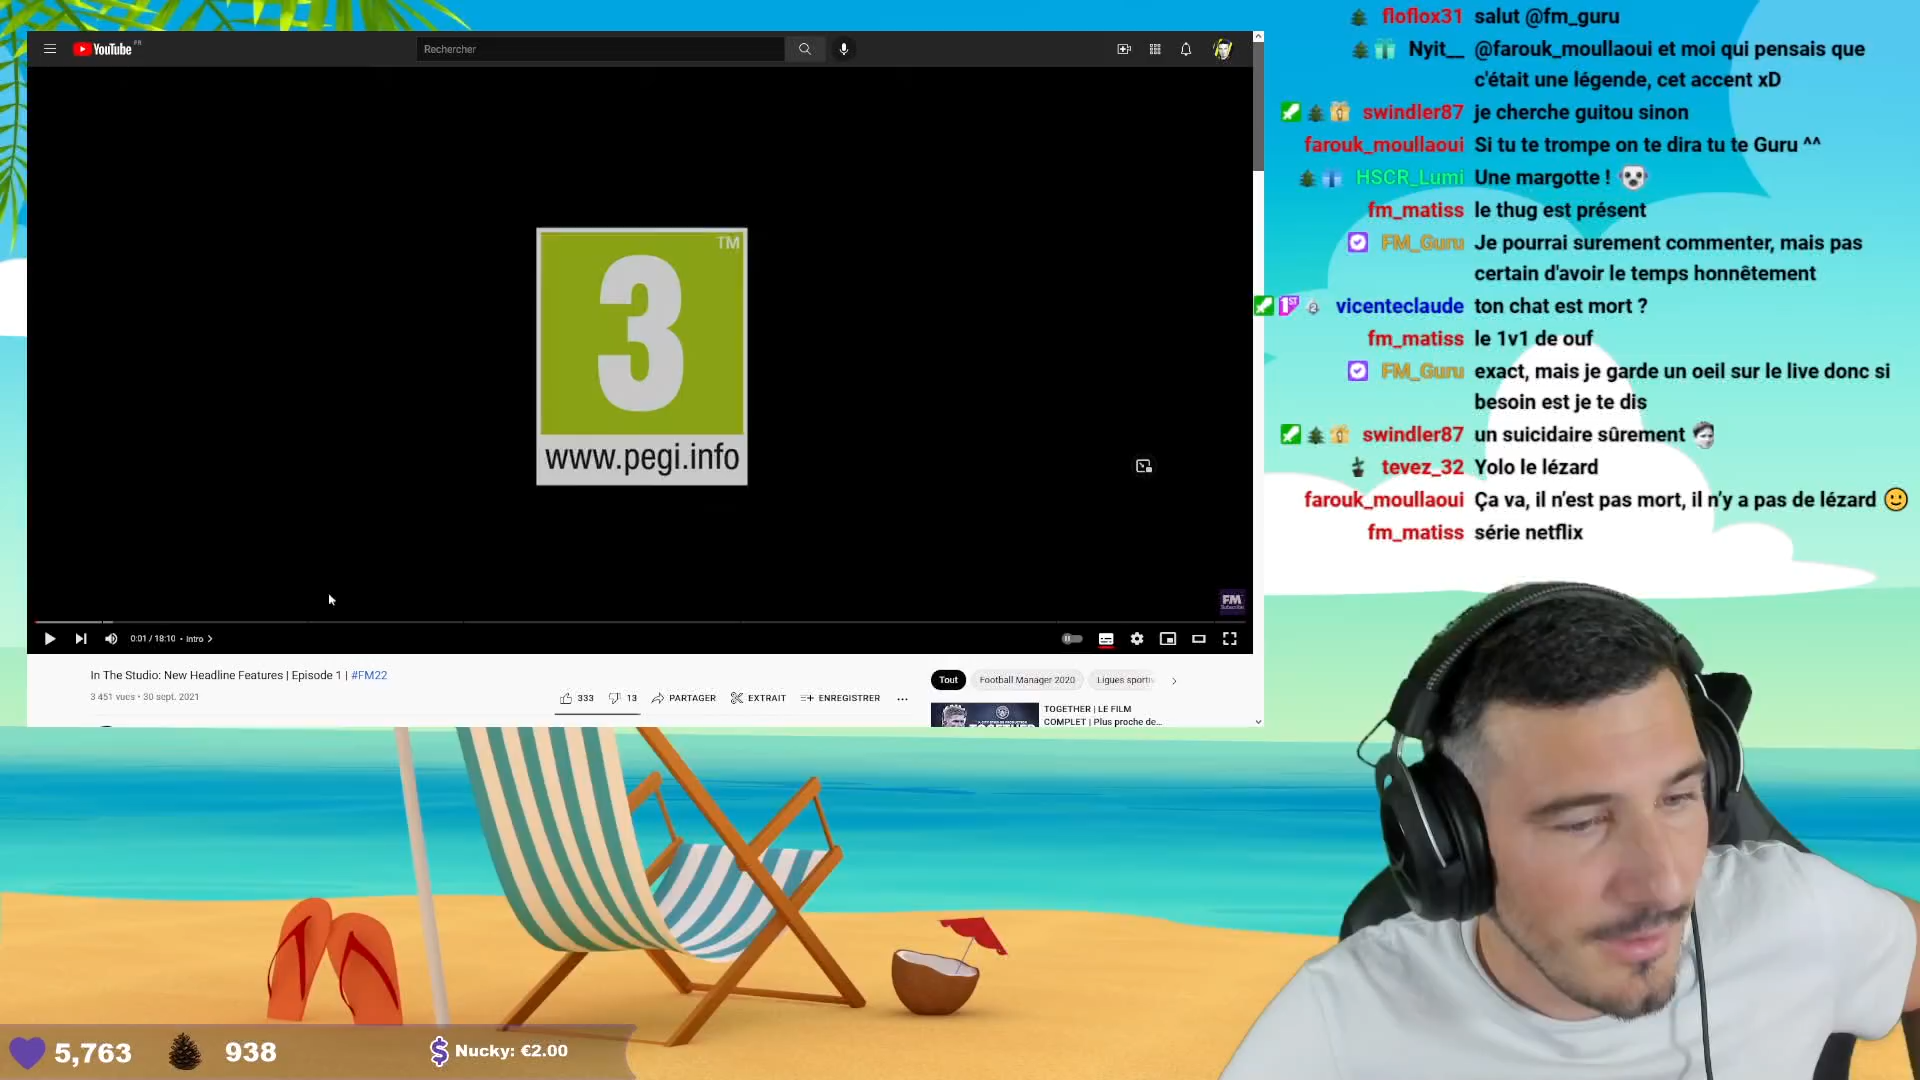 YouTube FR
Rechercher
TM
3
www.pegi.info
FM
0:01 / 18:10 • Intro
In The Studio: New Headline Features | Episode 1 | #FM22
3 451 vues • 30 sept. 2021
333
13
PARTAGER
EXTRAIT
ENREGISTRER
Tout
Football Manager 2020
Ligues sportiv
TOGETHER | LE FILM
COMPLET | Plus proche de...
TOGETHER
floflox31 salut @fm_guru
Nyit__ @farouk_moullaoui et moi qui pensais que
c'était une légende, cet accent xD
swindler87 je cherche guitou sinon
farouk_moullaoui Si tu te trompe on te dira tu te Guru ^^
HSCR_Lumi Une margotte !
fm_matiss le thug est présent
FM_Guru Je pourrai surement commenter, mais pas
certain d'avoir le temps honnêtement
1ST
2
vicenteclaude ton chat est mort ?
fm_matiss le 1v1 de ouf
FM_Guru exact, mais je garde un oeil sur le live donc si
besoin est je te dis
swindler87 un suicidaire sûrement
tevez_32 Yolo le lézard
farouk_moullaoui Ça va, il n’est pas mort, il n’y a pas de lézard
fm_matiss série netflix
5,763
938
Nucky: €2.00